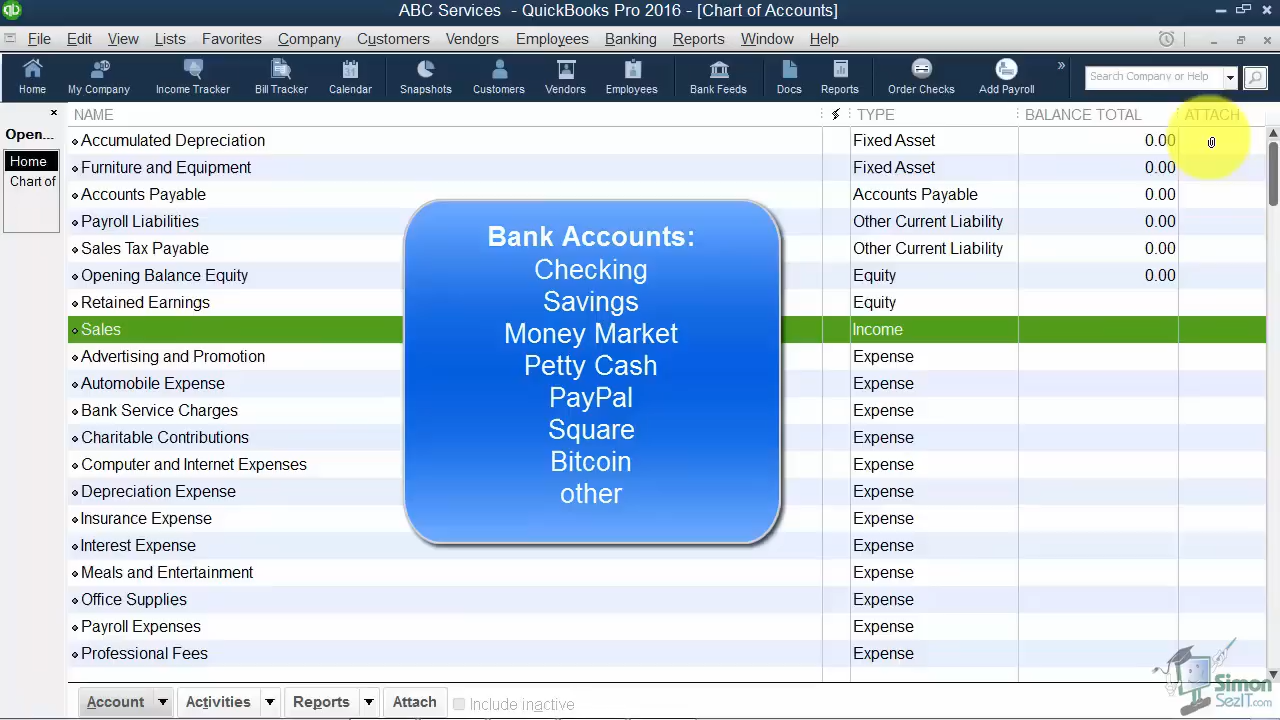 ABC Services - QuickBooks Pro 2016 - [Chart of Accounts]
File Edit View Lists Favorites Company Customers Vendors Employees Banking Reports Window Help
Home My Company Income Tracker Bill Tracker Calendar Snapshots Customers Vendors Employees Bank Feeds Docs Reports Order Checks Add Payroll » Search Company or Help
Open...
Home
Chart of
NAME TYPE BALANCE TOTAL ATTACH
Accumulated Depreciation Fixed Asset 0.00
Furniture and Equipment Fixed Asset 0.00
Accounts Payable Accounts Payable 0.00
Payroll Liabilities Other Current Liability 0.00
Sales Tax Payable Other Current Liability 0.00
Opening Balance Equity Equity 0.00
Retained Earnings Equity
Sales Income
Advertising and Promotion Expense
Automobile Expense Expense
Bank Service Charges Expense
Charitable Contributions Expense
Computer and Internet Expenses Expense
Depreciation Expense Expense
Insurance Expense Expense
Interest Expense Expense
Meals and Entertainment Expense
Office Supplies Expense
Payroll Expenses Expense
Professional Fees Expense
Bank Accounts:
Checking
Savings
Money Market
Petty Cash
PayPal
Square
Bitcoin
other
Account Activities Reports Attach Include inactive
Simon
SezIT.com